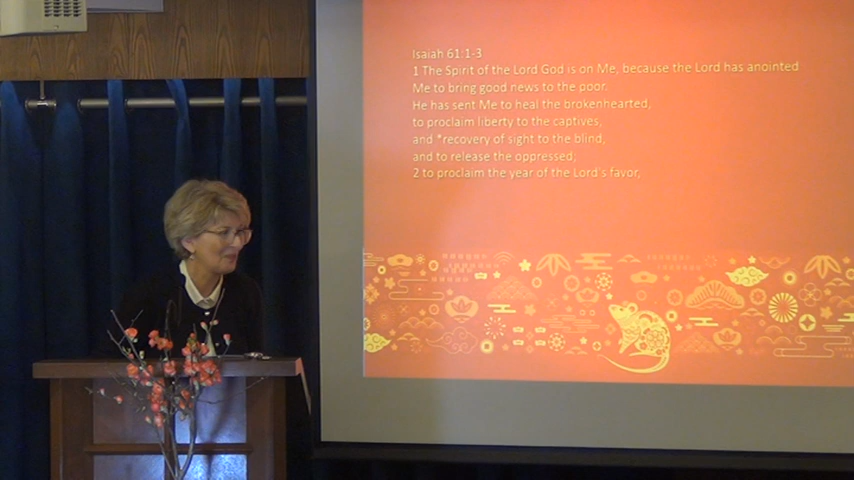 Isaiah 61:1-3
1 The Spirit of the Lord God is on Me, because the Lord has anointed
Me to bring good news to the poor.
He has sent Me to heal the brokenhearted,
to proclaim liberty to the captives,
and *recovery of sight to the blind,
and to release the oppressed;
2 to proclaim the year of the Lord's favor,